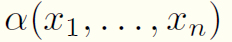 α(x₁, . . . , xₙ)